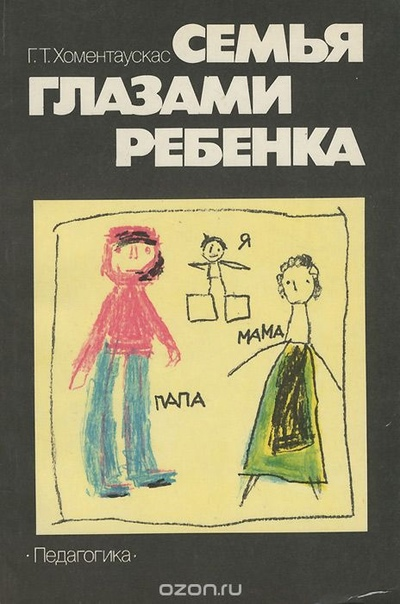 Г. Т. Хоментаускас
СЕМЬЯ
ГЛАЗАМИ
РЕБЕНКА
Я
МАМА
ПАПА
· Педагогика ·
ozon.ru